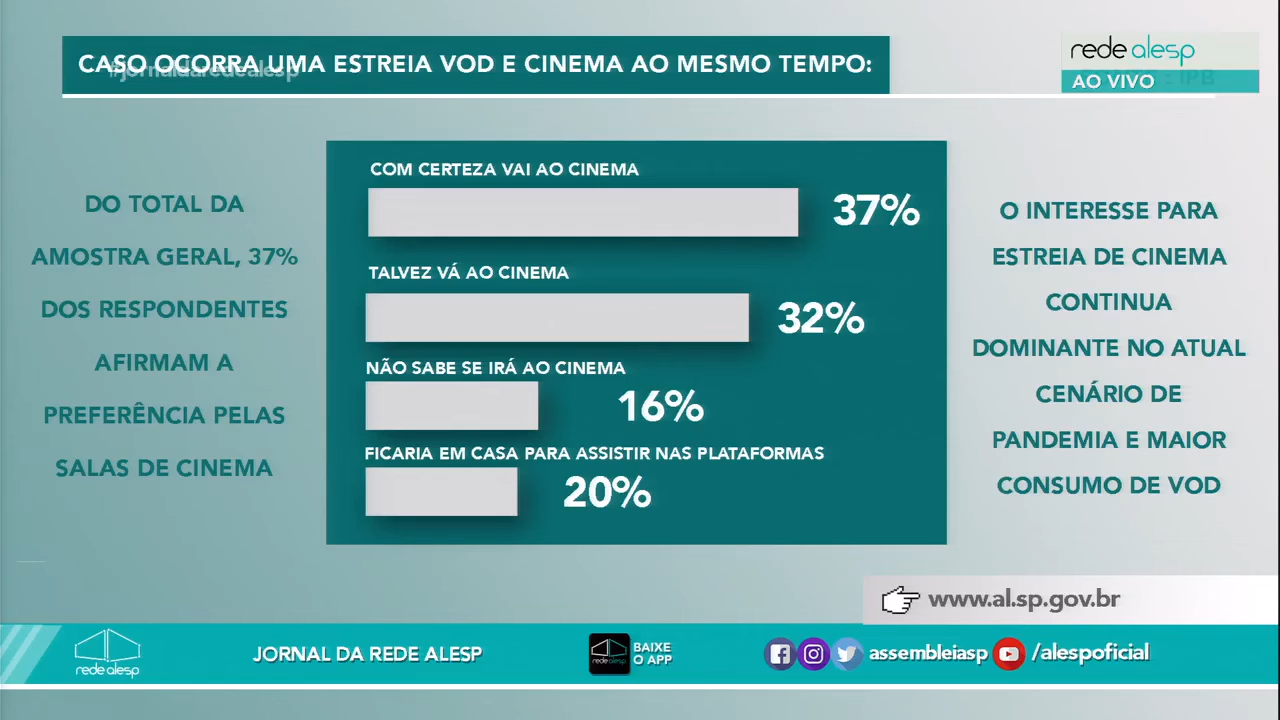 CASO OCORRA UMA ESTREIA VOD E CINEMA AO MESMO TEMPO:
#jornaldaredealesp
rede alesp
AO VIVO
: IPB
DO TOTAL DA
AMOSTRA GERAL, 37%
DOS RESPONDENTES
AFIRMAM A
PREFERÊNCIA PELAS
SALAS DE CINEMA
COM CERTEZA VAI AO CINEMA
37%
TALVEZ VÁ AO CINEMA
32%
NÃO SABE SE IRÁ AO CINEMA
16%
FICARIA EM CASA PARA ASSISTIR NAS PLATAFORMAS
20%
O INTERESSE PARA
ESTREIA DE CINEMA
CONTINUA
DOMINANTE NO ATUAL
CENÁRIO DE
PANDEMIA E MAIOR
CONSUMO DE VOD
www.al.sp.gov.br
rede alesp
JORNAL DA REDE ALESP
rede alesp
BAIXE
O APP
assembleiasp
/alespoficial